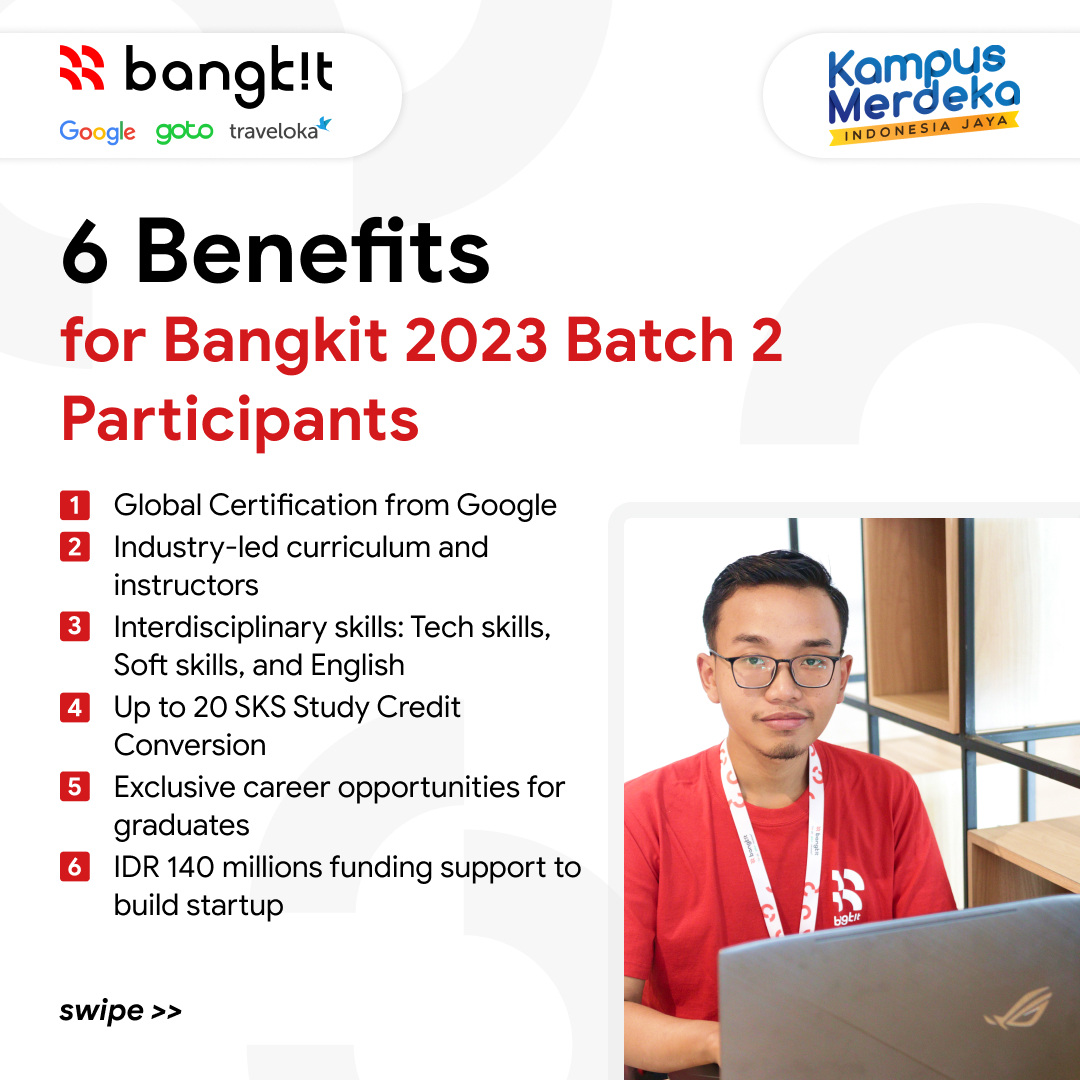 bangk!t
Google goto traveloka
Kampus
Merdeka
INDONESIA JAYA
6 Benefits
for Bangkit 2023 Batch 2
Participants
1 Global Certification from Google
2 Industry-led curriculum and
instructors
3 Interdisciplinary skills: Tech skills,
Soft skills, and English
4 Up to 20 SKS Study Credit
Conversion
5 Exclusive career opportunities for
graduates
6 IDR 140 millions funding support to
build startup
swipe >>
bangk!t
bangk!t